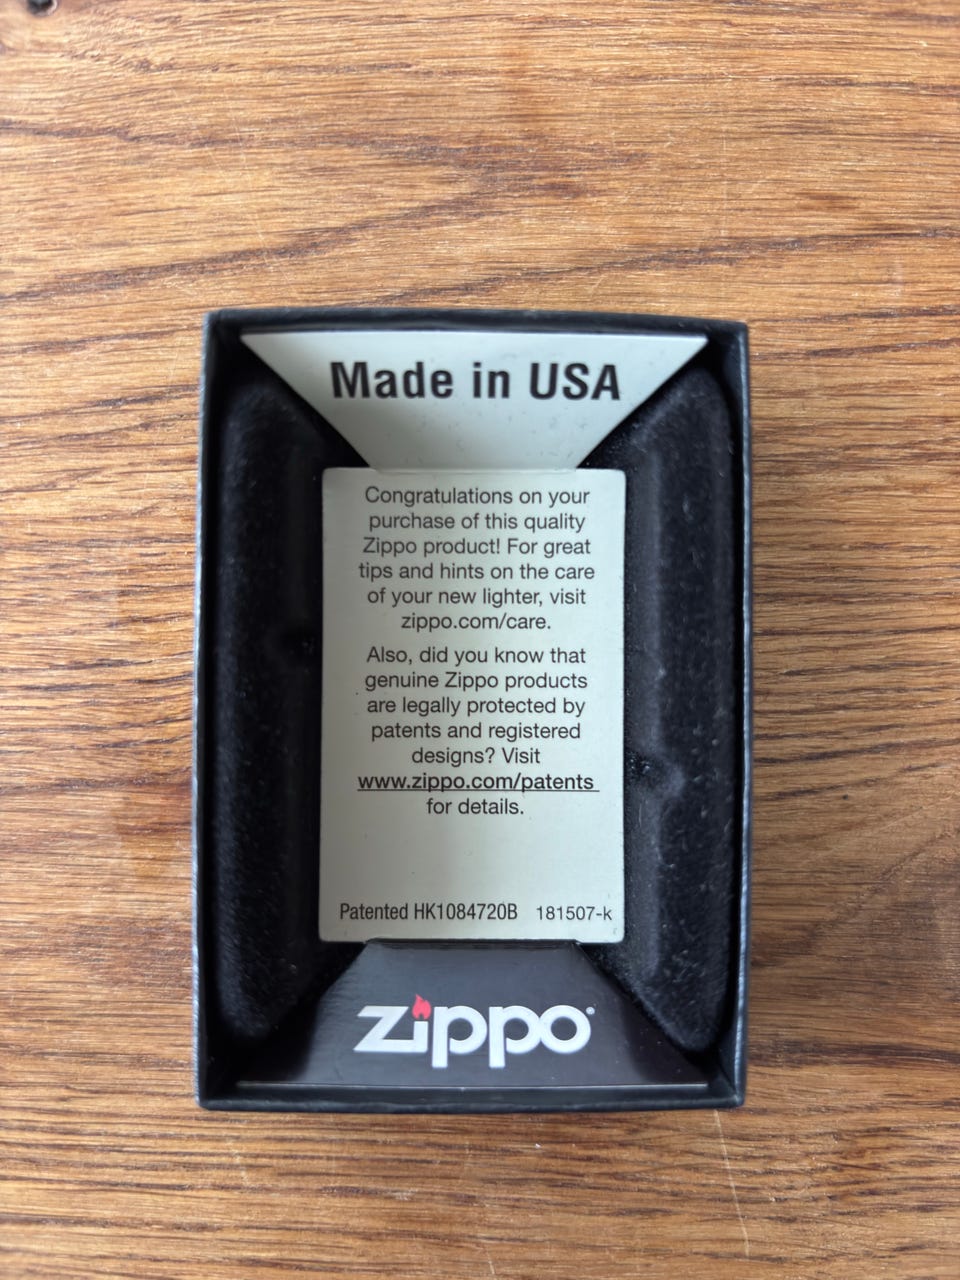 Made in USA
Congratulations on your
purchase of this quality
Zippo product! For great
tips and hints on the care
of your new lighter, visit
zippo.com/care.
Also, did you know that
genuine Zippo products
are legally protected by
patents and registered
designs? Visit
www.zippo.com/patents
for details.
Patented HK1084720B 181507-k
zippo®